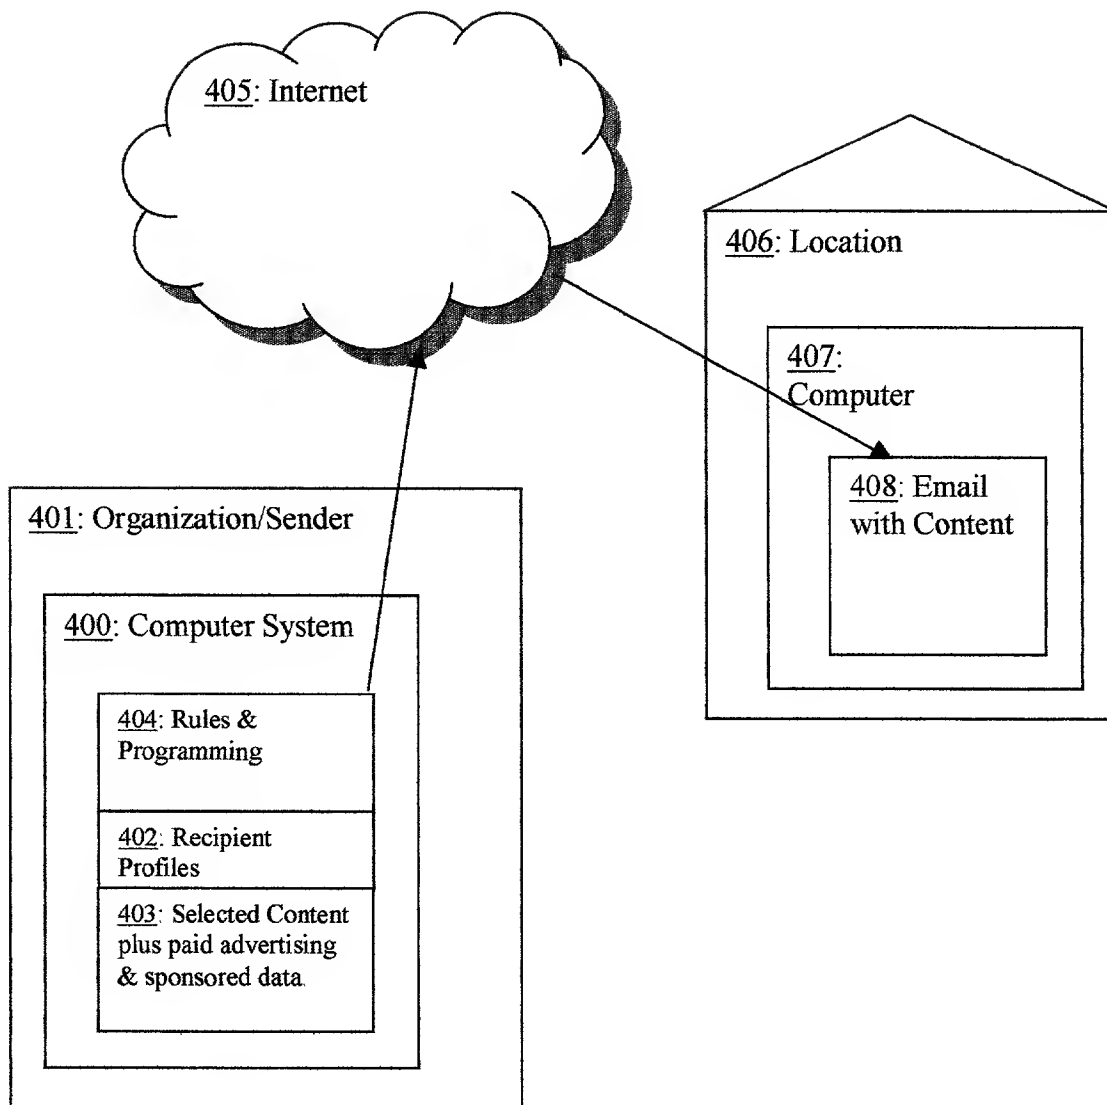 405: Internet
406: Location
407:
Computer
408: Email
with Content
401: Organization/Sender
400: Computer System
404: Rules &
Programming
402: Recipient
Profiles
403: Selected Content
plus paid advertising
& sponsored data.